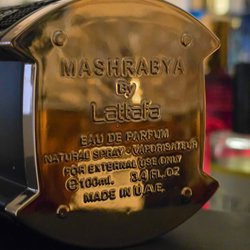 MASHRABYA
By
Lattafa
EAU DE PARFUM
NATURAL SPRAY - VAPORISATEUR
FOR EXTERNAL USE ONLY
℮ 100mL. 3.4 FL.OZ
MADE IN U.A.E.